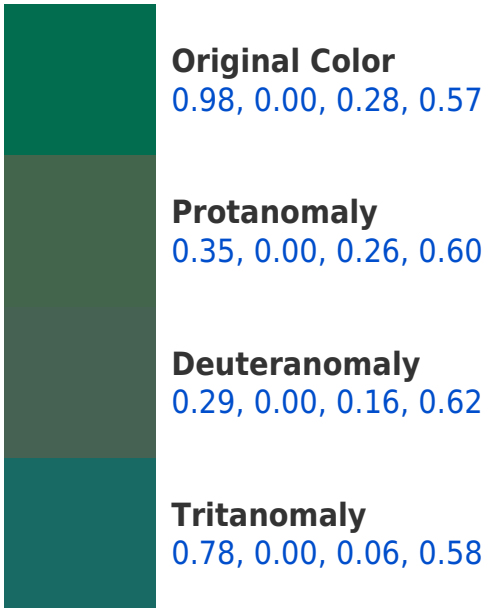 Original Color
0.98, 0.00, 0.28, 0.57
Protanomaly
0.35, 0.00, 0.26, 0.60
Deuteranomaly
0.29, 0.00, 0.16, 0.62
Tritanomaly
0.78, 0.00, 0.06, 0.58